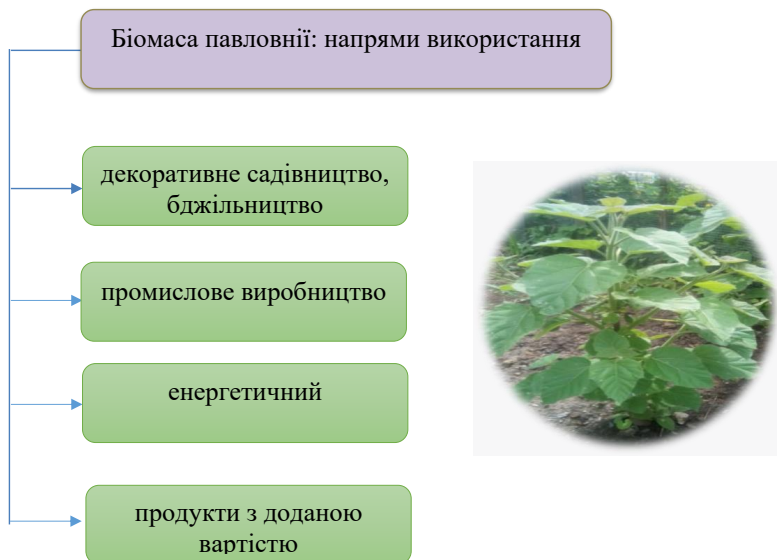 Біомаса павловнії: напрями використання
декоративне садівництво,
бджільництво
промислове виробництво
енергетичний
продукти з доданою
вартістю